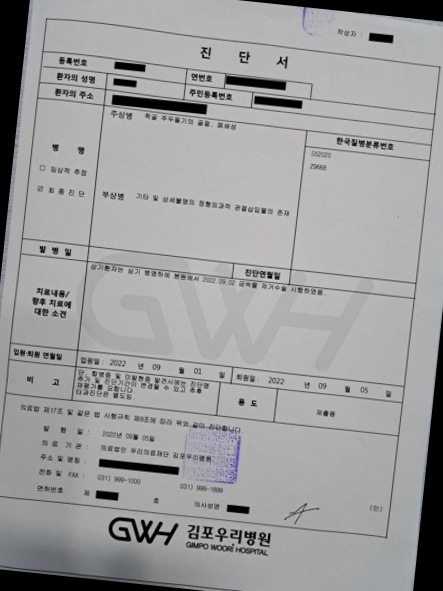 작성자 :
진 단 서
등록번호
연번호
환자의 성명
주민등록번호
환자의 주소
주상병 척골 주두돌기의 골절, 폐쇄성
한국질병분류번호
S52020
Z9668
병 명
□ 임상적 추정
☑ 최 종 진 단
부상병 기타 및 상세불명의 정형외과적 관절삽입물의 존재
발 병 일
진단연월일
치료내용/
향후 치료에
대한 소견
상기환자는 상기 병명하에 본원에서 2022.09.02 금속물 제거수술 시행하였음.
GWH
입원·퇴원 연월일
입원일 : 2022 년 09 월 01 일
퇴원일 : 2022 년 09 월 05 일
비 고
단, 합병증 및 미발현증 발견시에는 진단명
추가 및 진단기간이 변경될 수 있고 추후
재평가를 요합니다.
타과진단은 별도임.
용 도
제출용
의료법 제17조 및 같은 법 시행규칙 제9조에 따라 위와 같이 진단합니다.
발 행 일 : 2022년 09월 05일
의 료 기 관 : 의료법인 우리의료재단 김포우리병원
주소 및 명칭 :
전화 및 FAX : 031) 999-1000 031) 999-1899
면허번호 제 호
의사성명
(인)
GWH 김포우리병원
GIMPO WOORI HOSPITAL